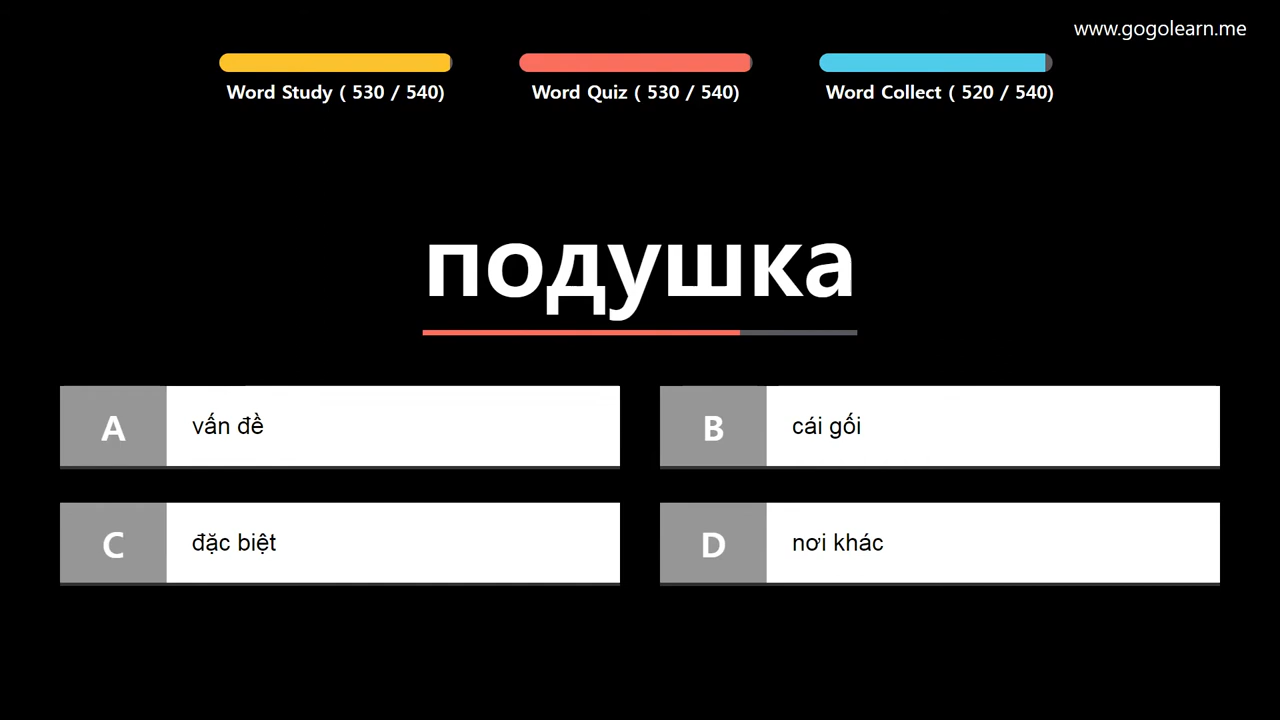 www.gogolearn.me
Word Study ( 530 / 540)
Word Quiz ( 530 / 540)
Word Collect ( 520 / 540)
подушка
A vấn đề
B cái gối
C đặc biệt
D nơi khác